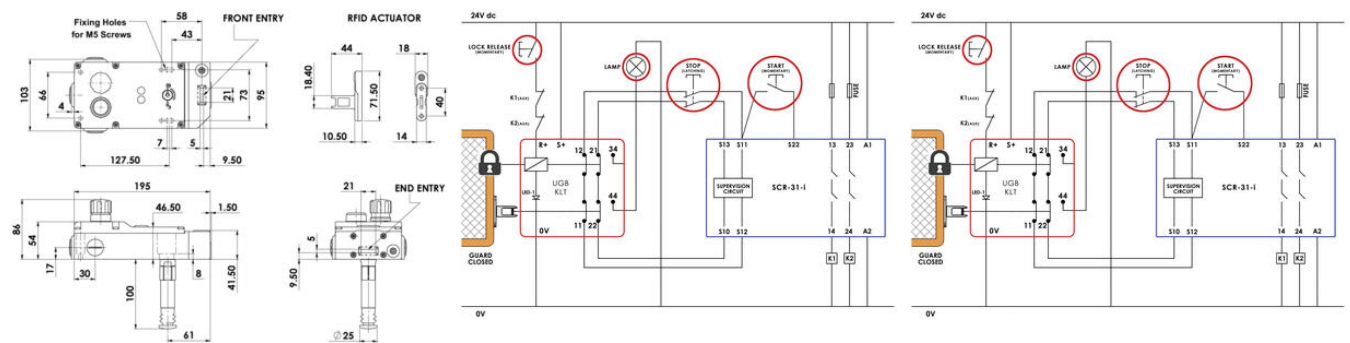 58
Fixing Holes
for M5 Screws
FRONT ENTRY
43
103
66
4
21
73
95
127.50
7
5
9.50
RFID ACTUATOR
44
18
18.40
71.50
40
10.50
14
195
21
END ENTRY
46.50
1.50
86
54
17
30
8
41.50
100
61
5
9.50
Ø 25
24V dc
LOCK RELEASE
(MOMENTARY)
LAMP
STOP
(LATCHING)
START
(MOMENTARY)
K1(AUX)
K2(AUX)
FUSE
R+ S+
12 21 34
S13 S11 S22 13 23 A1
LED-1
UGB
KLT
44
SUPERVISION
CIRCUIT
SCR-31-i
0V
11 22
S10 S12 14 24 A2
GUARD
CLOSED
K1 K2
0V
24V dc
LOCK RELEASE
(MOMENTARY)
LAMP
STOP
(LATCHING)
START
(MOMENTARY)
K1(AUX)
K2(AUX)
FUSE
R+ S+
12 21 34
S13 S11 S22 13 23 A1
LED-1
UGB
KLT
44
SUPERVISION
CIRCUIT
SCR-31-i
0V
11 22
S10 S12 14 24 A2
GUARD
CLOSED
K1 K2
0V